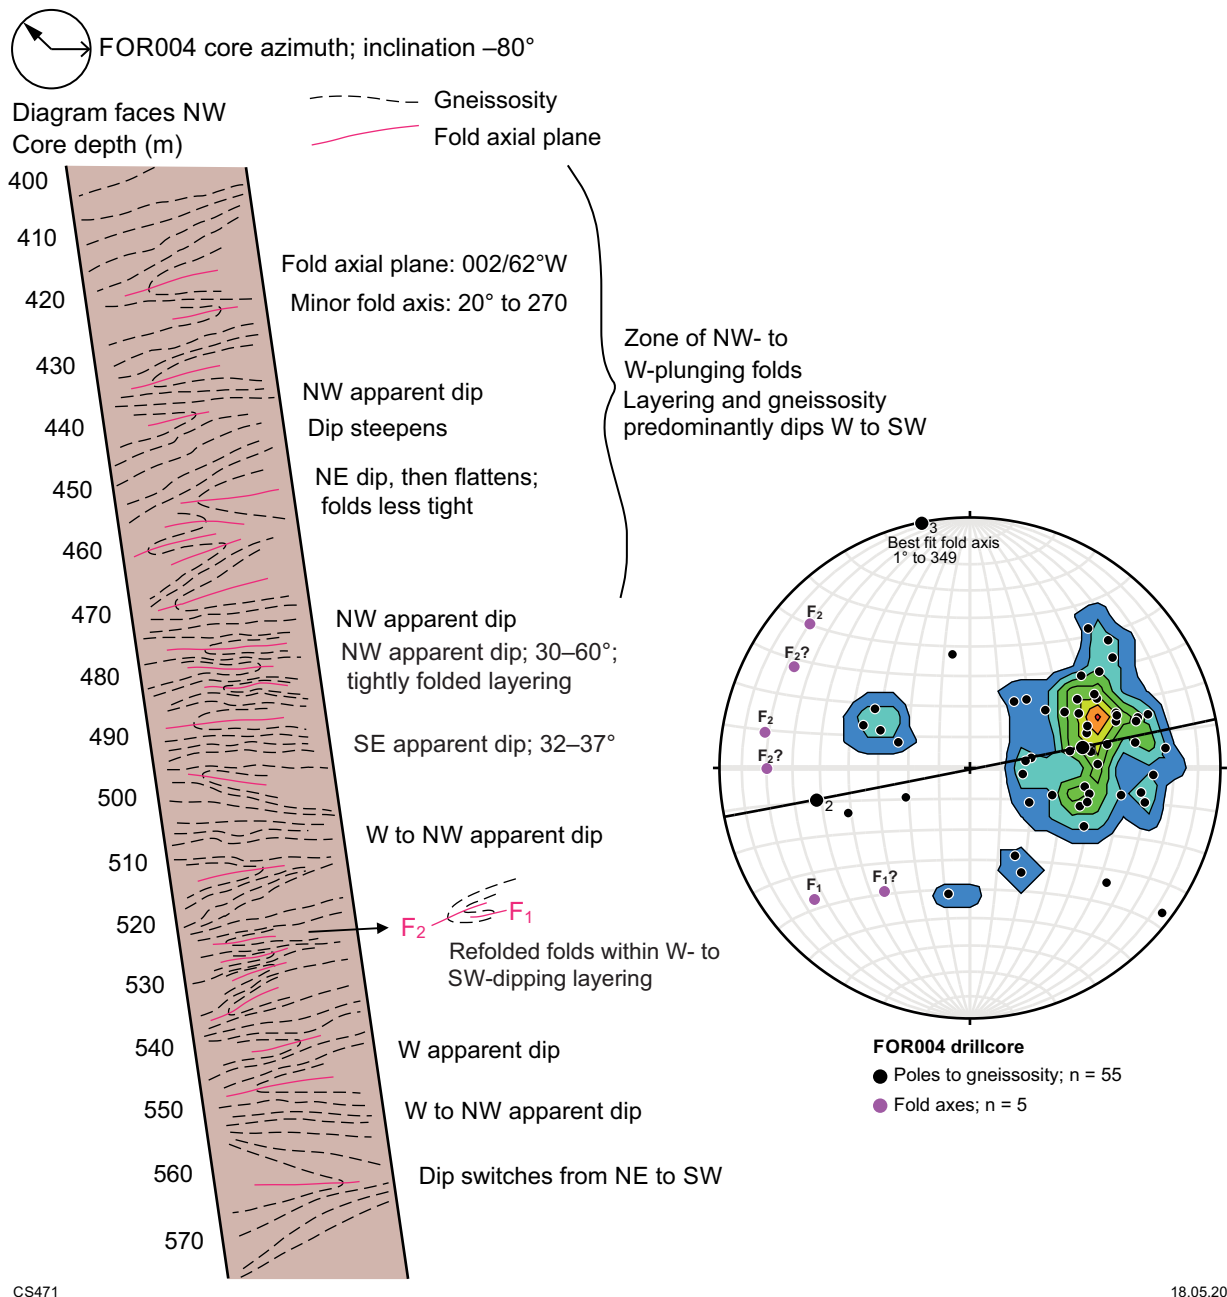 FOR004 core azimuth; inclination –80°
Diagram faces NW
Core depth (m)
Gneissosity
Fold axial plane
400
410
420
430
440
450
460
470
480
490
500
510
520
530
540
550
560
570
Fold axial plane: 002/62°W
Minor fold axis: 20° to 270
NW apparent dip
Dip steepens
NE dip, then flattens;
folds less tight
Zone of NW- to
W-plunging folds
Layering and gneissosity
predominantly dips W to SW
NW apparent dip
NW apparent dip; 30–60°;
tightly folded layering
SE apparent dip; 32–37°
W to NW apparent dip
F2
F1
Refolded folds within W- to
SW-dipping layering
W apparent dip
W to NW apparent dip
Dip switches from NE to SW
3
Best fit fold axis
1° to 349
F2
F2?
F2
F2?
2
F1
F1?
FOR004 drillcore
Poles to gneissosity; n = 55
Fold axes; n = 5
CS471
18.05.20